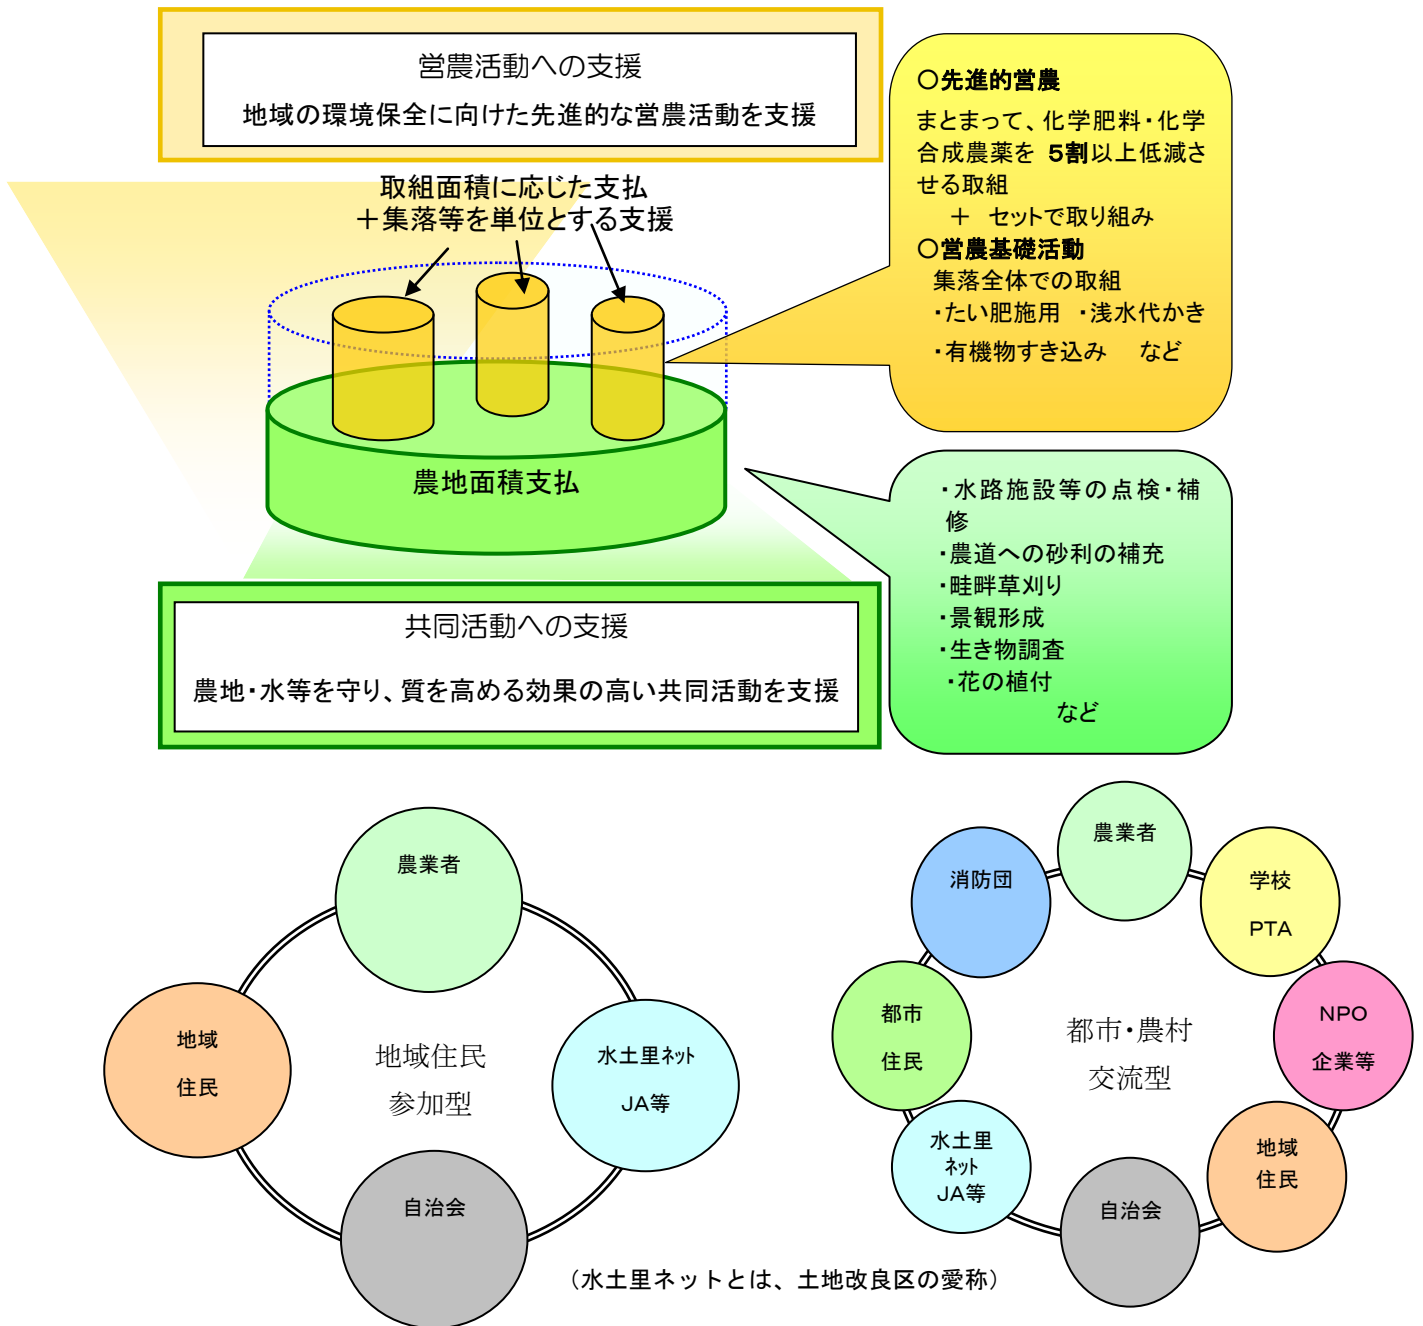 営農活動への支援
地域の環境保全に向けた先進的な営農活動を支援
取組面積に応じた支払
＋集落等を単位とする支援
農地面積支払
共同活動への支援
農地・水等を守り、質を高める効果の高い共同活動を支援
○先進的営農
まとまって、化学肥料・化学
合成農薬を 5割以上低減さ
せる取組
＋ セットで取り組み
○営農基礎活動
集落全体での取組
・たい肥施用 ・浅水代かき
・有機物すき込み など
・水路施設等の点検・補
修
・農道への砂利の補充
・畦畔草刈り
・景観形成
・生き物調査
・花の植付
など
農業者
地域
住民
地域住民
参加型
水土里ネット
JA等
自治会
農業者
消防団
学校
PTA
都市
住民
都市・農村
交流型
NPO
企業等
水土里
ネット
JA等
地域
住民
自治会
（水土里ネットとは、土地改良区の愛称）